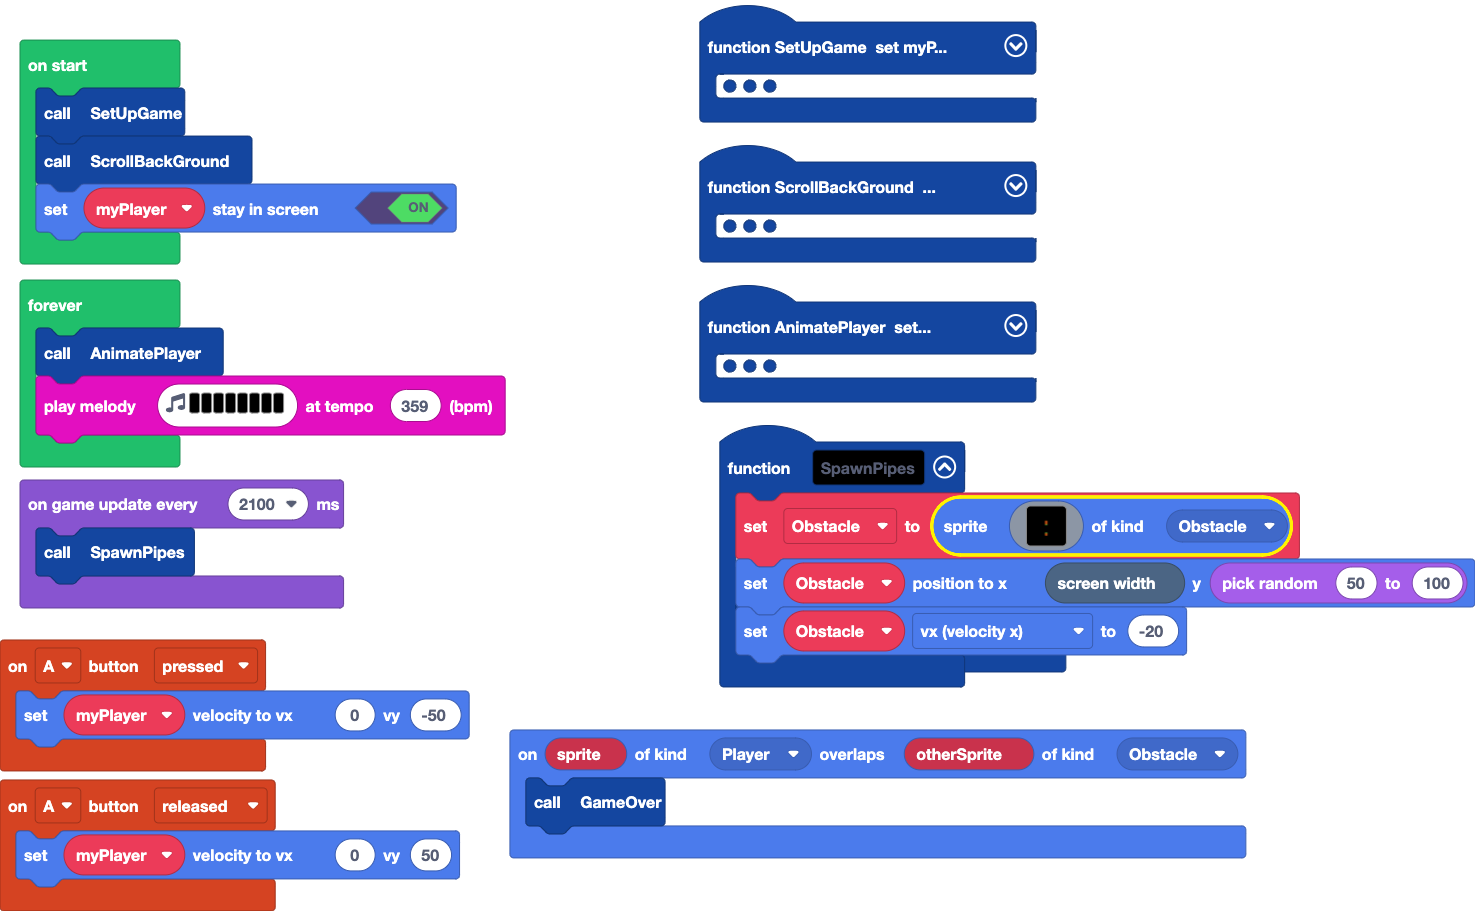 on start
call SetUpGame
call ScrollBackGround
set myPlayer stay in screen ON
forever
call AnimatePlayer
play melody at tempo 359 (bpm)
on game update every 2100 ms
call SpawnPipes
on A button pressed
set myPlayer velocity to vx 0 vy -50
on A button released
set myPlayer velocity to vx 0 vy 50
function SetUpGame set myP...
function ScrollBackGround ...
function AnimatePlayer set...
function SpawnPipes
set Obstacle to sprite of kind Obstacle
set Obstacle position to x screen width y pick random 50 to 100
set Obstacle vx (velocity x) to -20
on sprite of kind Player overlaps otherSprite of kind Obstacle
call GameOver